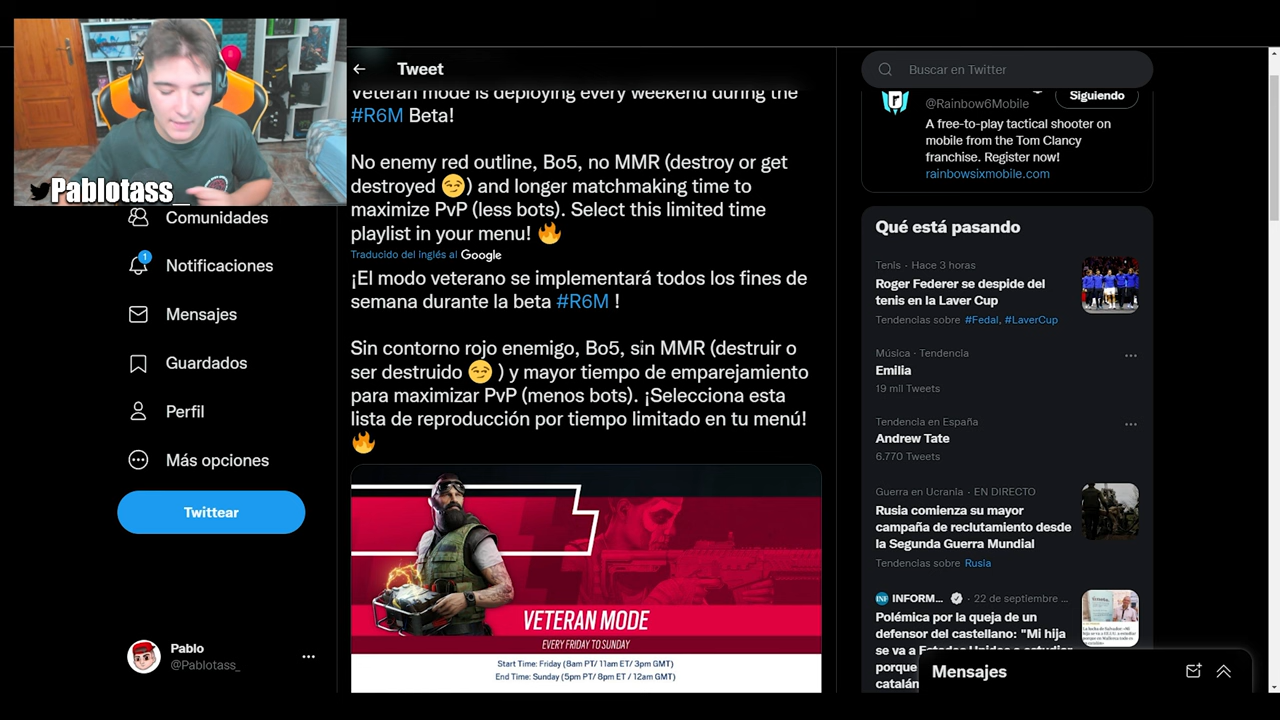 Pablotass_
Comunidades
1
Notificaciones
Mensajes
Guardados
Perfil
Más opciones
Twittear
Pablo
@Pablotass_
Tweet
Veteran mode is deploying every weekend during the
#R6M Beta!
No enemy red outline, Bo5, no MMR (destroy or get
destroyed 😏) and longer matchmaking time to
maximize PvP (less bots). Select this limited time
playlist in your menu! 🔥
Traducido del inglés al Google
¡El modo veterano se implementará todos los fines de
semana durante la beta #R6M !
Sin contorno rojo enemigo, Bo5, sin MMR (destruir o
ser destruido 😏 ) y mayor tiempo de emparejamiento
para maximizar PvP (menos bots). ¡Selecciona esta
lista de reproducción por tiempo limitado en tu menú!
🔥
VETERAN MODE
EVERY FRIDAY TO SUNDAY
Start Time: Friday (8am PT/ 11am ET/ 3pm GMT)
End Time: Sunday (5pm PT/ 8pm ET / 12am GMT)
Buscar en Twitter
@Rainbow6Mobile
Siguiendo
A free-to-play tactical shooter on
mobile from the Tom Clancy
franchise. Register now!
rainbowsixmobile.com
Qué está pasando
Tenis · Hace 3 horas
Roger Federer se despide del
tenis en la Laver Cup
Tendencias sobre #Fedal, #LaverCup
Música · Tendencia
Emilia
19 mil Tweets
Tendencia en España
Andrew Tate
6.770 Tweets
Guerra en Ucrania · EN DIRECTO
Rusia comienza su mayor
campaña de reclutamiento desde
la Segunda Guerra Mundial
Tendencias sobre Rusia
INFORM... · 22 de septiembre ...
Polémica por la queja de un
defensor del castellano: "Mi hija
se va a
porque
catalán
Mensajes